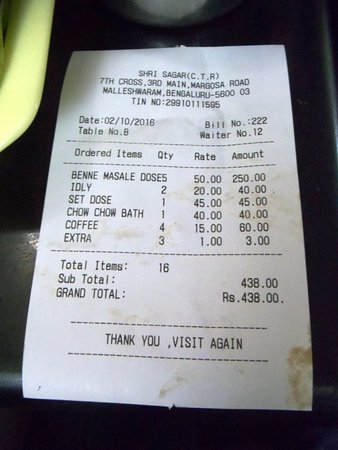 SHRI SAGAR(C.T.R)
7TH CROSS,3RD MAIN,MARGOSA ROAD
MALLESHWARAM,BENGALURU-5600 03
TIN NO:29910111595
Date:02/10/2016 Bill No.:222
Table No.8 Waiter No.12
Ordered Items Qty Rate Amount
BENNE MASALE DOSE5 50.00 250.00
IDLY 2 20.00 40.00
SET DOSE 1 45.00 45.00
CHOW CHOW BATH 1 40.00 40.00
COFFEE 4 15.00 60.00
EXTRA 3 1.00 3.00
Total Items: 16
Sub Total: 438.00
GRAND TOTAL: Rs.438.00.
THANK YOU ,VISIT AGAIN